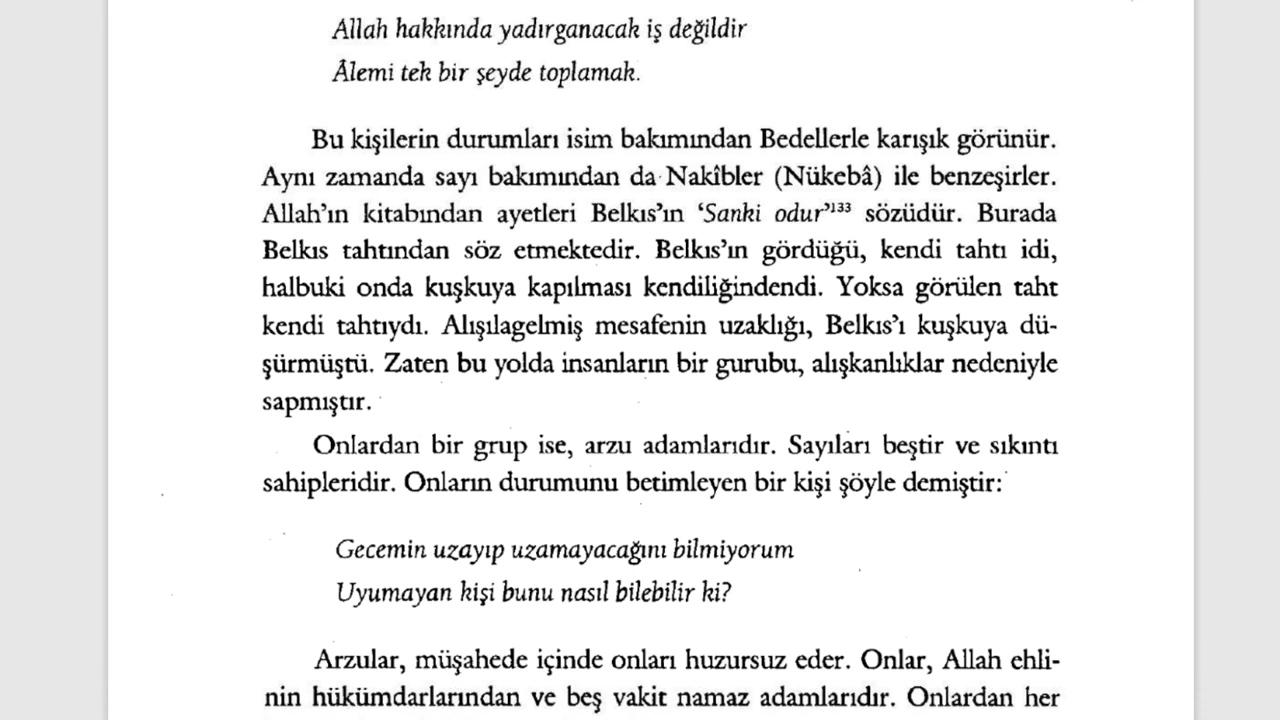 Allah hakkında yadırganacak iş değildir
Âlemi tek bir şeyde toplamak.
Bu kişilerin durumları isim bakımından Bedellerle karışık görünür.
Aynı zamanda sayı bakımından da Nakîbler (Nükebâ) ile benzeşirler.
Allah’ın kitabından ayetleri Belkıs’ın ‘Sanki odur’¹³³ sözüdür. Burada
Belkıs tahtından söz etmektedir. Belkıs’ın gördüğü, kendi tahtı idi,
halbuki onda kuşkuya kapılması kendiliğindendi. Yoksa görülen taht
kendi tahtıydı. Alışılagelmiş mesafenin uzaklığı, Belkıs’ı kuşkuya dü-
şürmüştü. Zaten bu yolda insanların bir gurubu, alışkanlıklar nedeniyle
sapmıştır.
Onlardan bir grup ise, arzu adamlarıdır. Sayıları beştir ve sıkıntı
sahipleridir. Onların durumunu betimleyen bir kişi şöyle demiştir:
Gecemin uzayıp uzamayacağını bilmiyorum
Uyumayan kişi bunu nasıl bilebilir ki?
Arzular, müşahede içinde onları huzursuz eder. Onlar, Allah ehli-
nin hükümdarlarından ve beş vakit namaz adamlarıdır. Onlardan her